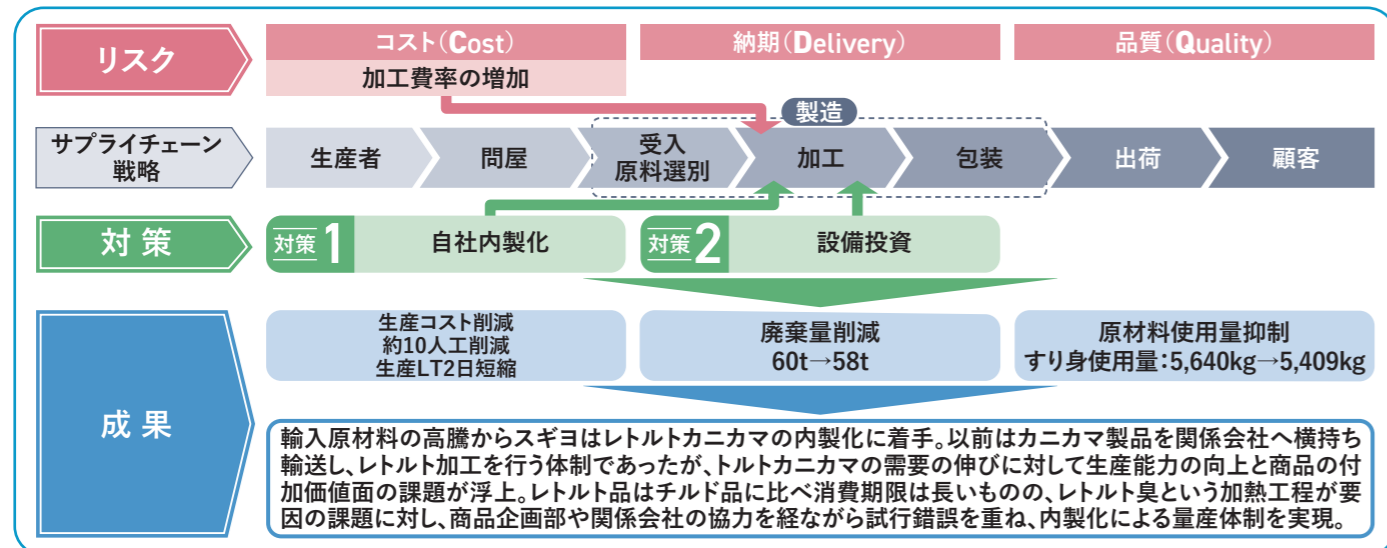 リスク
コスト(Cost)
納期(Delivery)
品質(Quality)
加工費率の増加
製造
サプライチェーン
戦略
生産者
問屋
受入
原料選別
加工
包装
出荷
顧客
対策
対策1
自社内製化
対策2
設備投資
成果
生産コスト削減
約10人工削減
生産LT2日短縮
廃棄量削減
60t→58t
原材料使用量抑制
すり身使用量:5,640kg→5,409kg
輸入原材料の高騰からスギヨはレトルトカニカマの内製化に着手。以前はカニカマ製品を関係会社へ横持ち
輸送し、レトルト加工を行う体制であったが、トルトカニカマの需要の伸びに対して生産能力の向上と商品の付
加価値面の課題が浮上。レトルト品はチルド品に比べ消費期限は長いものの、レトルト臭という加熱工程が要
因の課題に対し、商品企画部や関係会社の協力を経ながら試行錯誤を重ね、内製化による量産体制を実現。